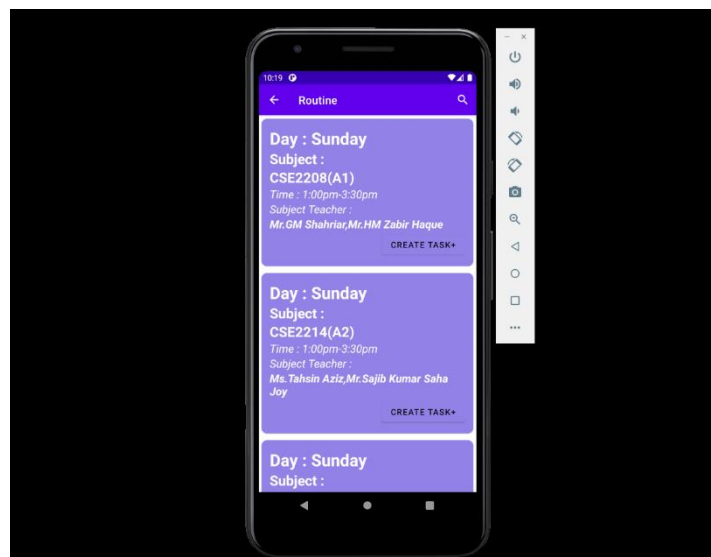 10:19
Routine
Day : Sunday
Subject :
CSE2208(A1)
Time : 1:00pm-3:30pm
Subject Teacher :
Mr.GM Shahriar,Mr.HM Zabir Haque
CREATE TASK+
Day : Sunday
Subject :
CSE2214(A2)
Time : 1:00pm-3:30pm
Subject Teacher :
Ms.Tahsin Aziz,Mr.Sajib Kumar Saha
Joy
CREATE TASK+
Day : Sunday
Subject :